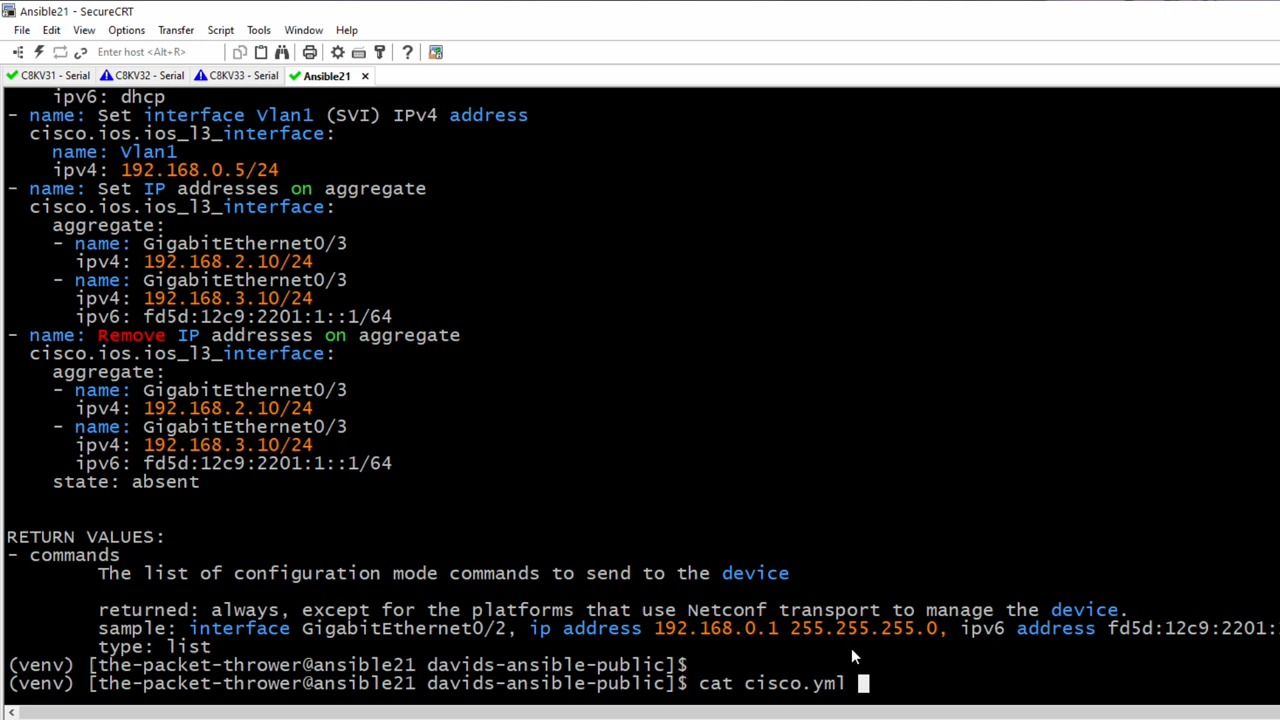 Ansible21 - SecureCRT
File Edit View Options Transfer Script Tools Window Help
Enter host <Alt+R>
C8KV31 - Serial C8KV32 - Serial C8KV33 - Serial Ansible21
ipv6: dhcp
- name: Set interface Vlan1 (SVI) IPv4 address
cisco.ios.ios_l3_interface:
name: Vlan1
ipv4: 192.168.0.5/24
- name: Set IP addresses on aggregate
cisco.ios.ios_l3_interface:
aggregate:
- name: GigabitEthernet0/3
ipv4: 192.168.2.10/24
- name: GigabitEthernet0/3
ipv4: 192.168.3.10/24
ipv6: fd5d:12c9:2201:1::1/64
- name: Remove IP addresses on aggregate
cisco.ios.ios_l3_interface:
aggregate:
- name: GigabitEthernet0/3
ipv4: 192.168.2.10/24
- name: GigabitEthernet0/3
ipv4: 192.168.3.10/24
ipv6: fd5d:12c9:2201:1::1/64
state: absent
RETURN VALUES:
- commands
The list of configuration mode commands to send to the device
returned: always, except for the platforms that use Netconf transport to manage the device.
sample: interface GigabitEthernet0/2, ip address 192.168.0.1 255.255.255.0, ipv6 address fd5d:12c9:2201:
type: list
(venv) [the-packet-thrower@ansible21 davids-ansible-public]$
(venv) [the-packet-thrower@ansible21 davids-ansible-public]$ cat cisco.yml